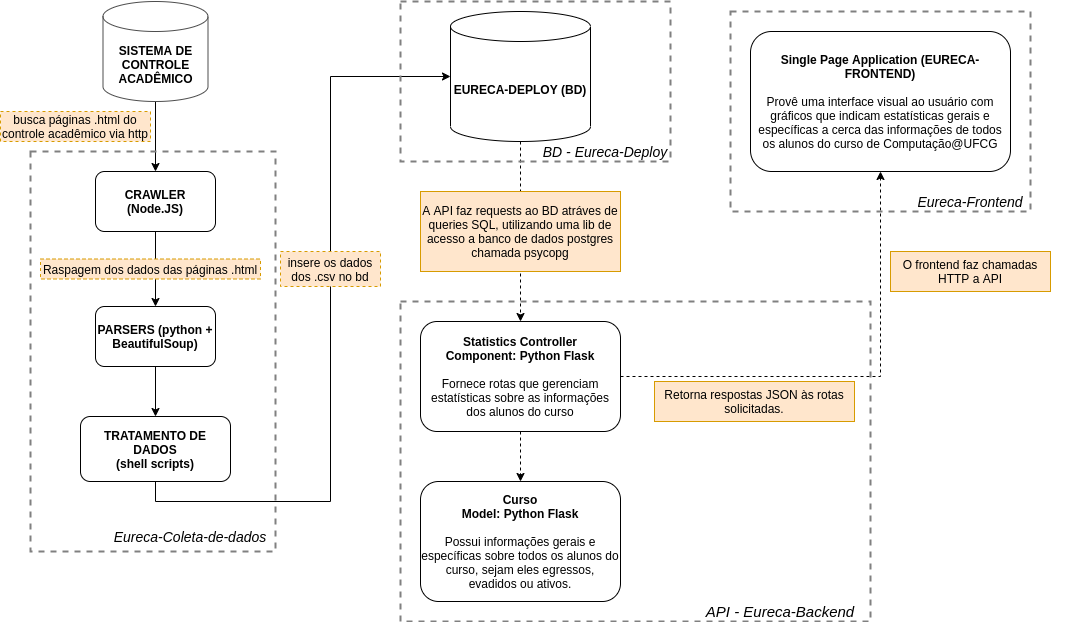 SISTEMA DE
CONTROLE
ACADÊMICO
busca páginas .html do
controle acadêmico via http
CRAWLER
(Node.JS)
Raspagem dos dados das páginas .html
PARSERS (python +
BeautifulSoup)
TRATAMENTO DE
DADOS
(shell scripts)
Eureca-Coleta-de-dados
insere os dados
dos .csv no bd
EURECA-DEPLOY (BD)
BD - Eureca-Deploy
A API faz requests ao BD atráves de
queries SQL, utilizando uma lib de
acesso a banco de dados postgres
chamada psycopg
Statistics Controller
Component: Python Flask
Fornece rotas que gerenciam
estatísticas sobre as informações
dos alunos do curso
Curso
Model: Python Flask
Possui informações gerais e
específicas sobre todos os alunos do
curso, sejam eles egressos,
evadidos ou ativos.
API - Eureca-Backend
Single Page Application (EURECA-
FRONTEND)
Provê uma interface visual ao usuário com
gráficos que indicam estatísticas gerais e
específicas a cerca das informações de todos
os alunos do curso de Computação@UFCG
Eureca-Frontend
O frontend faz chamadas
HTTP a API
Retorna respostas JSON às rotas
solicitadas.